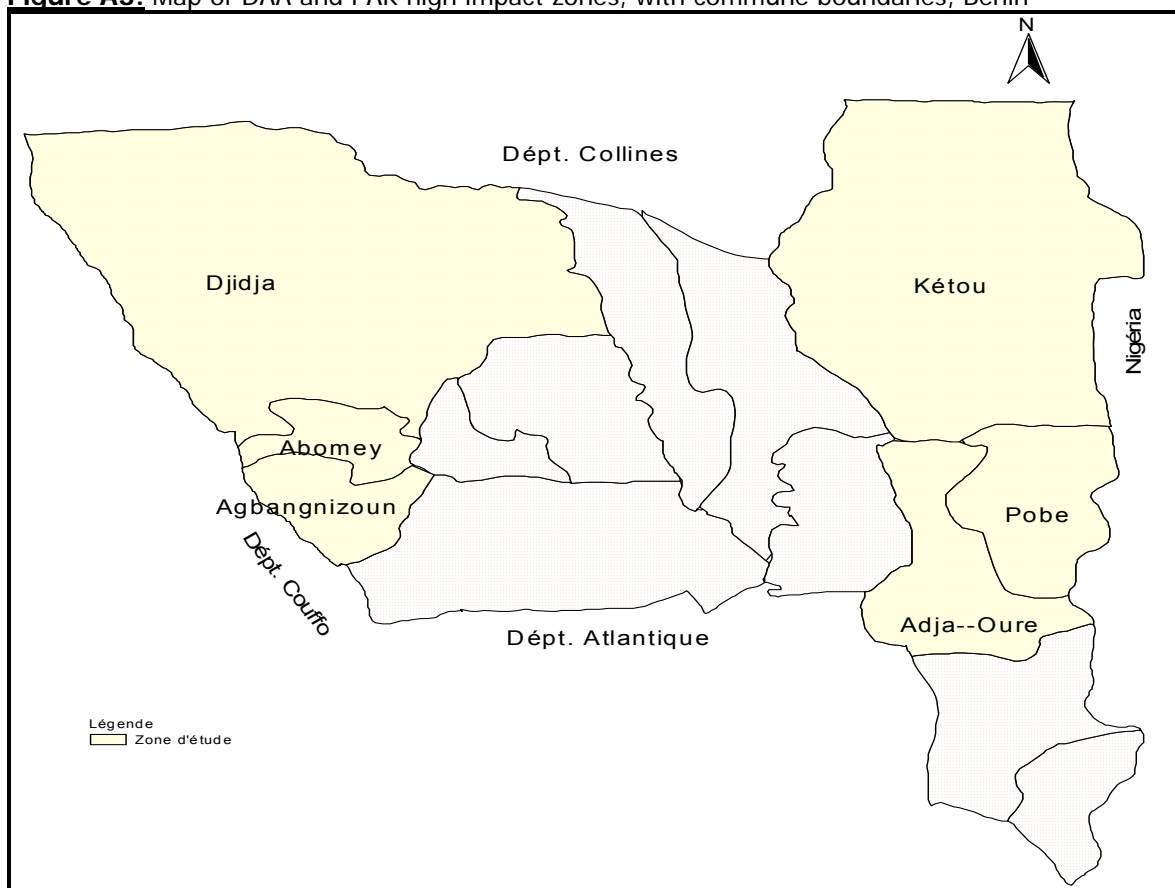 Figure A3: Map of DAA and PAK high impact zones, with commune boundaries, Benin
N
Dépt. Collines
Djidja
Kétou
Nigéria
Abomey
Agbangnizoun
Pobe
Dépt. Couffo
Adja--Oure
Dépt. Atlantique
Légende
Zone d'étude